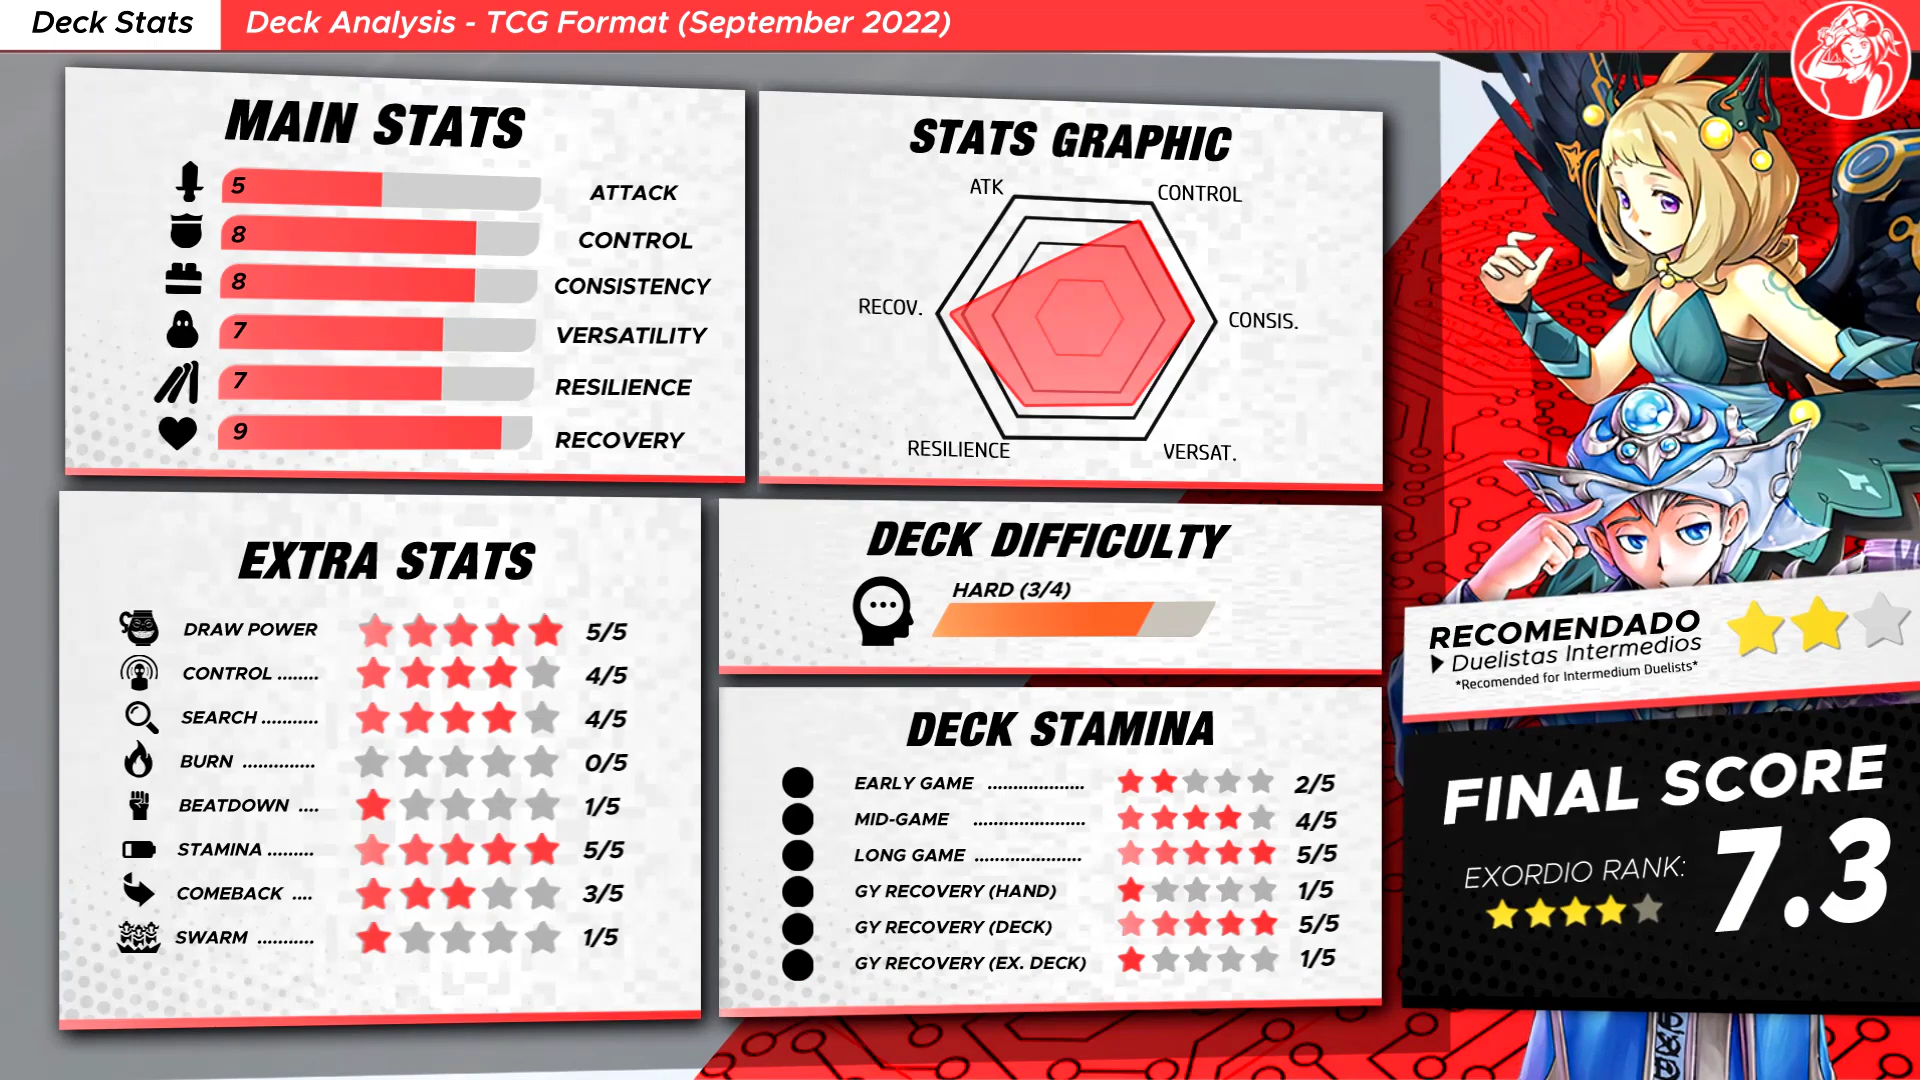 Deck Stats
Deck Analysis - TCG Format (September 2022)
MAIN STATS
5 ATTACK
8 CONTROL
8 CONSISTENCY
7 VERSATILITY
7 RESILIENCE
9 RECOVERY
STATS GRAPHIC
ATK
CONTROL
RECOV.
CONSIS.
RESILIENCE
VERSAT.
EXTRA STATS
DRAW POWER 5/5
CONTROL ........ 4/5
SEARCH ........... 4/5
BURN .............. 0/5
BEATDOWN .... 1/5
STAMINA ......... 5/5
COMEBACK .... 3/5
SWARM ........... 1/5
DECK DIFFICULTY
HARD (3/4)
DECK STAMINA
EARLY GAME ................... 2/5
MID-GAME ...................... 4/5
LONG GAME ..................... 5/5
GY RECOVERY (HAND) 1/5
GY RECOVERY (DECK) 5/5
GY RECOVERY (EX. DECK) 1/5
RECOMENDADO
Duelistas Intermedios
*Recomended for Intermedium Duelists*
FINAL SCORE
EXORDIO RANK:
7.3